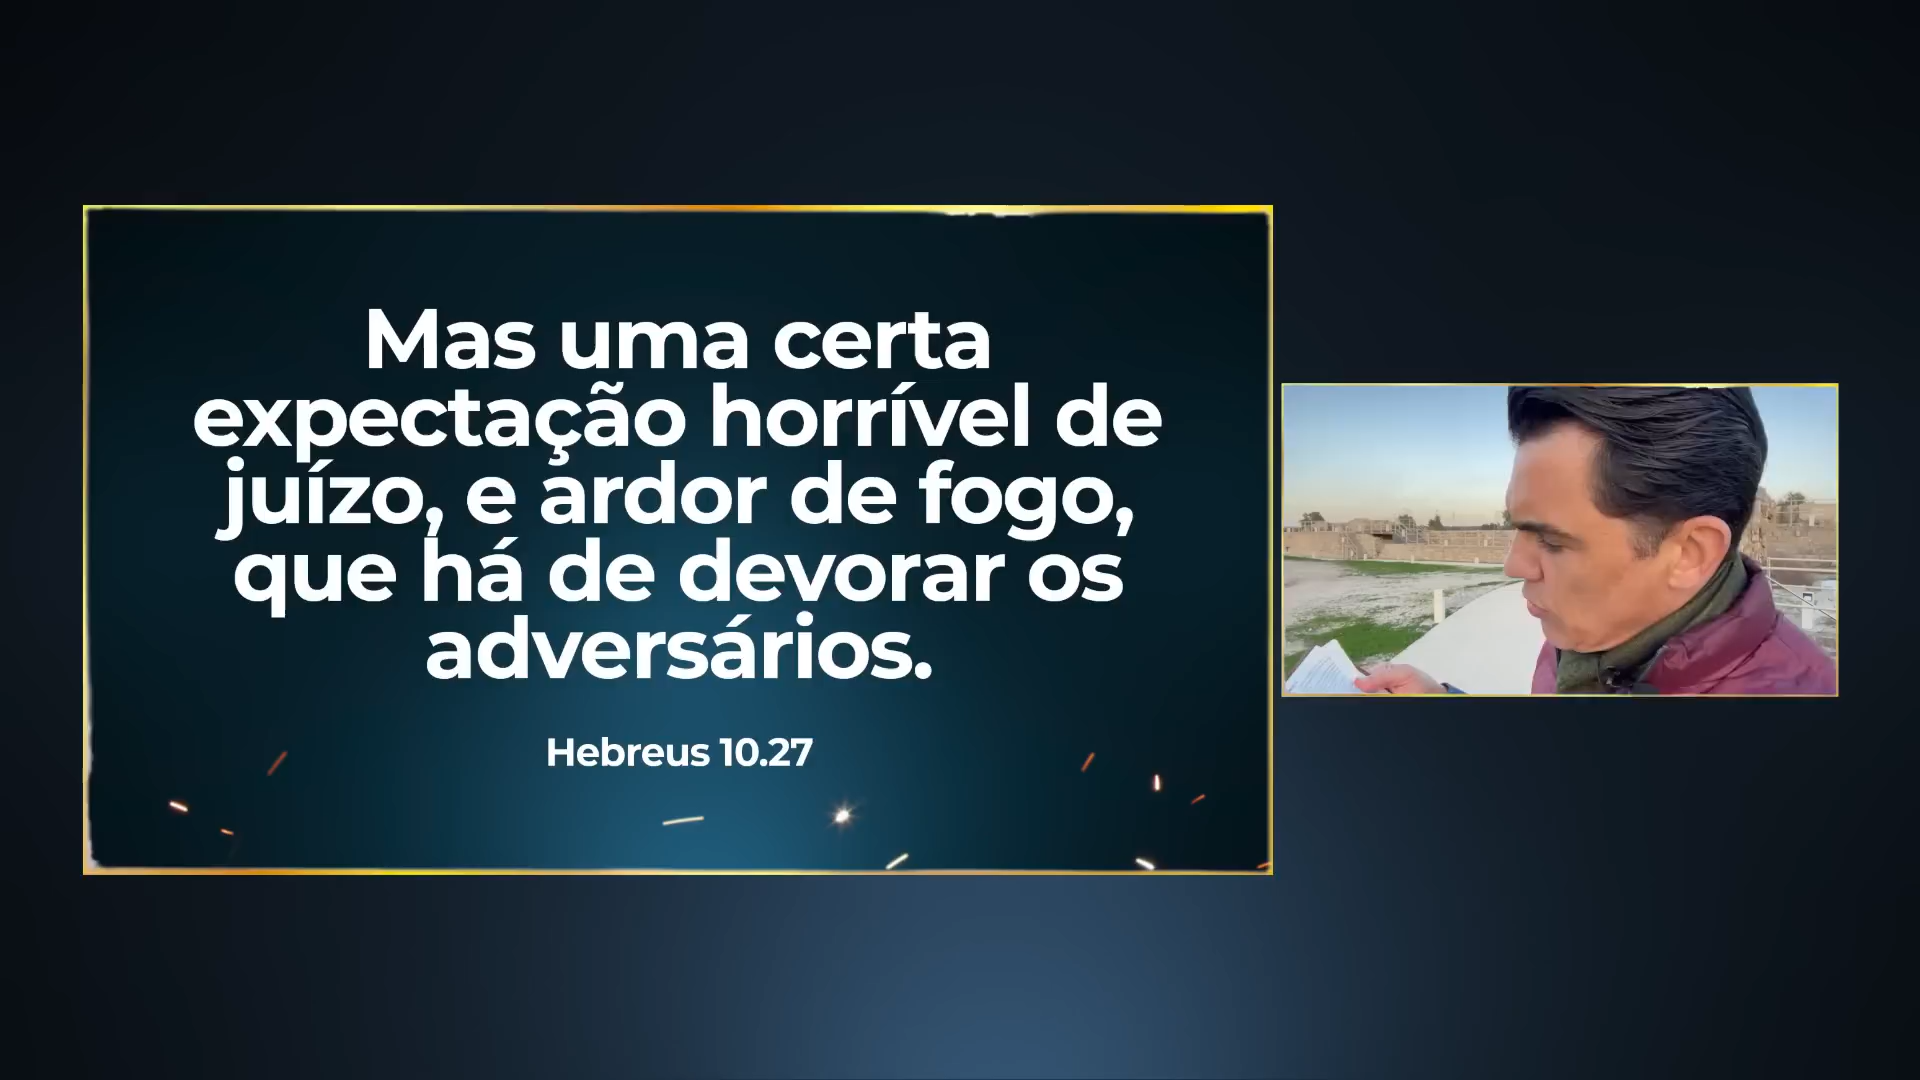 Mas uma certa
expectação horrível de
juízo, e ardor de fogo,
que há de devorar os
adversários.
Hebreus 10.27